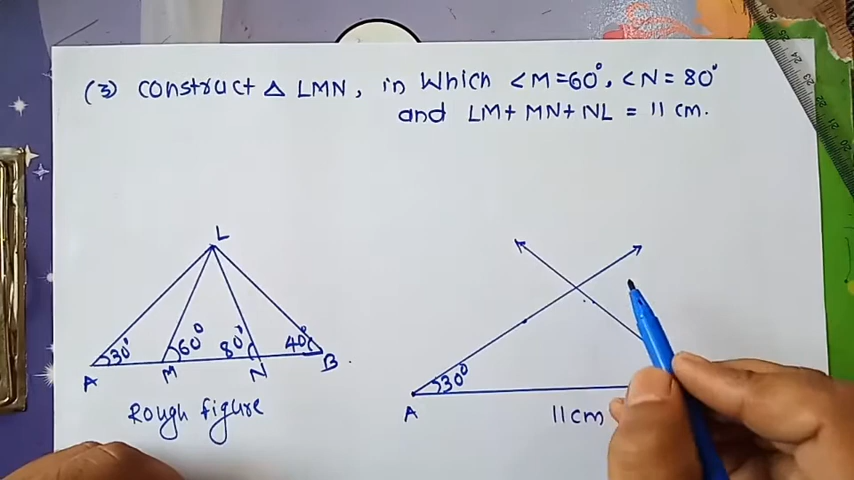 (3) Construct △ LMN, in which <M=60°, <N=80°
and LM+ MN+ NL = 11 cm.
L
30° 60° 80° 40°
A M N B
Rough figure
30°
A 11cm